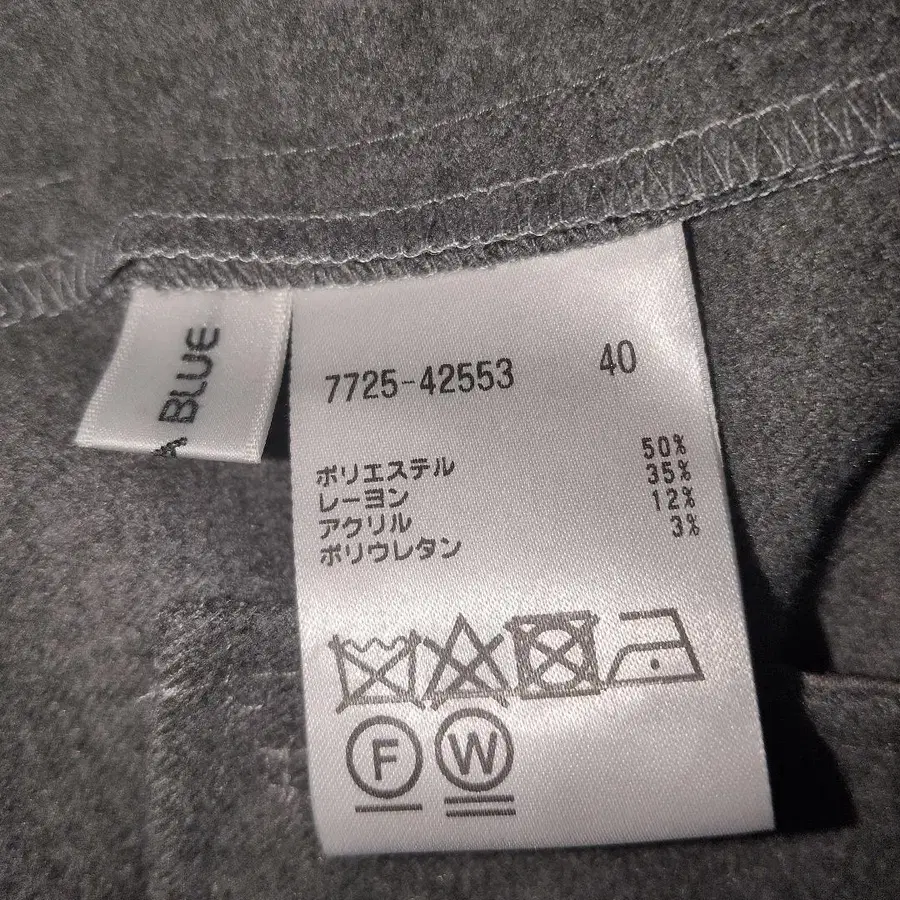 BLUE
7725-42553 40
ポリエステル 50%
レーヨン 35%
アクリル 12%
ポリウレタン 3%
F W